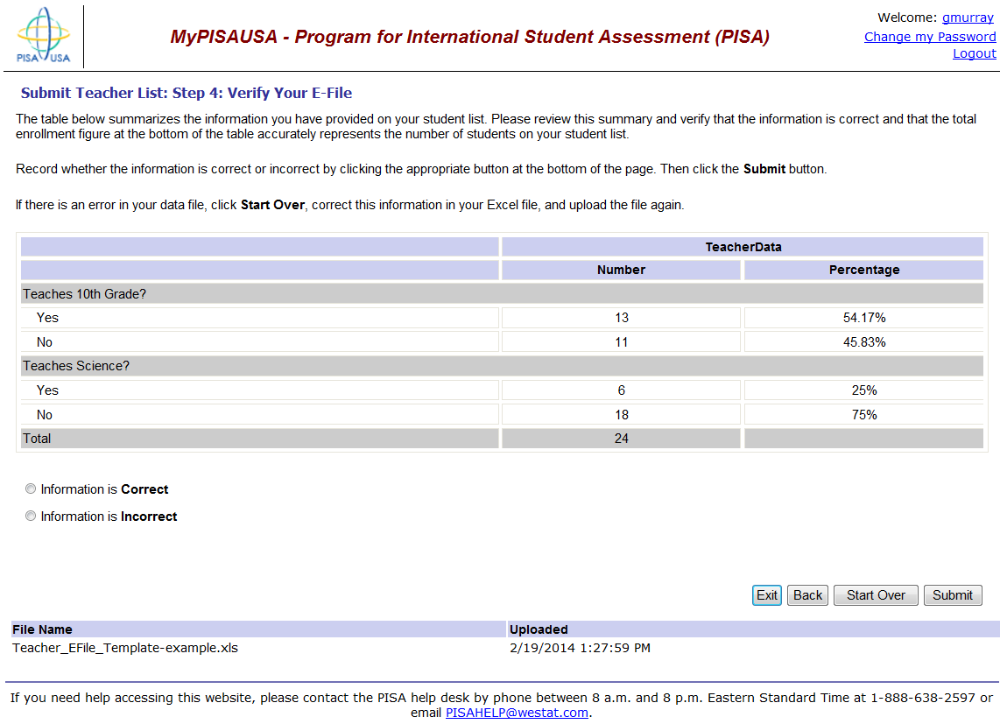 PISA USA
MyPISAUSA - Program for International Student Assessment (PISA)
Welcome: gmurray
Change my Password
Logout
Submit Teacher List: Step 4: Verify Your E-File
The table below summarizes the information you have provided on your student list. Please review this summary and verify that the information is correct and that the total
enrollment figure at the bottom of the table accurately represents the number of students on your student list.
Record whether the information is correct or incorrect by clicking the appropriate button at the bottom of the page. Then click the Submit button.
If there is an error in your data file, click Start Over, correct this information in your Excel file, and upload the file again.
TeacherData
Number Percentage
Teaches 10th Grade?
Yes 13 54.17%
No 11 45.83%
Teaches Science?
Yes 6 25%
No 18 75%
Total 24
Information is Correct
Information is Incorrect
Exit Back Start Over Submit
File Name Uploaded
Teacher_EFile_Template-example.xls 2/19/2014 1:27:59 PM
If you need help accessing this website, please contact the PISA help desk by phone between 8 a.m. and 8 p.m. Eastern Standard Time at 1-888-638-2597 or
email PISAHELP@westat.com.